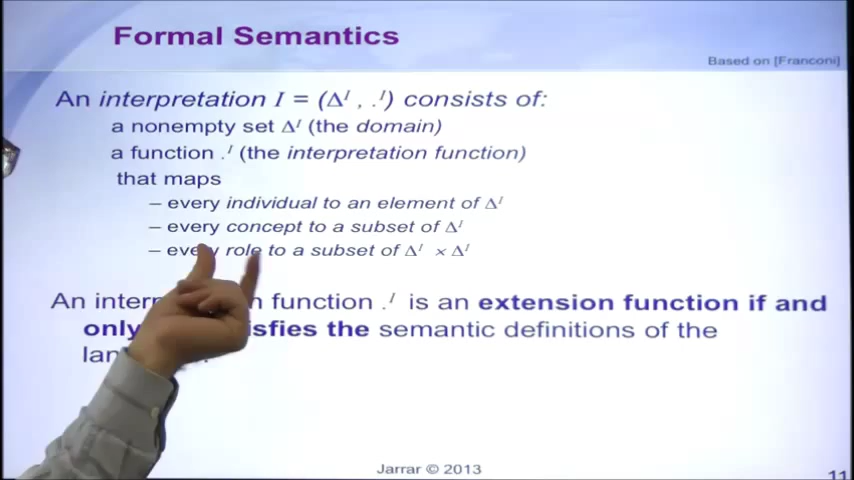 Formal Semantics
Based on [Franconi]
An interpretation I = (Δᴵ , .ᴵ) consists of:
a nonempty set Δᴵ (the domain)
a function .ᴵ (the interpretation function)
that maps
– every individual to an element of Δᴵ
– every concept to a subset of Δᴵ
– every role to a subset of Δᴵ × Δᴵ
An function .ᴵ is an extension function if and
only the semantic definitions of the
Jarrar © 2013
11